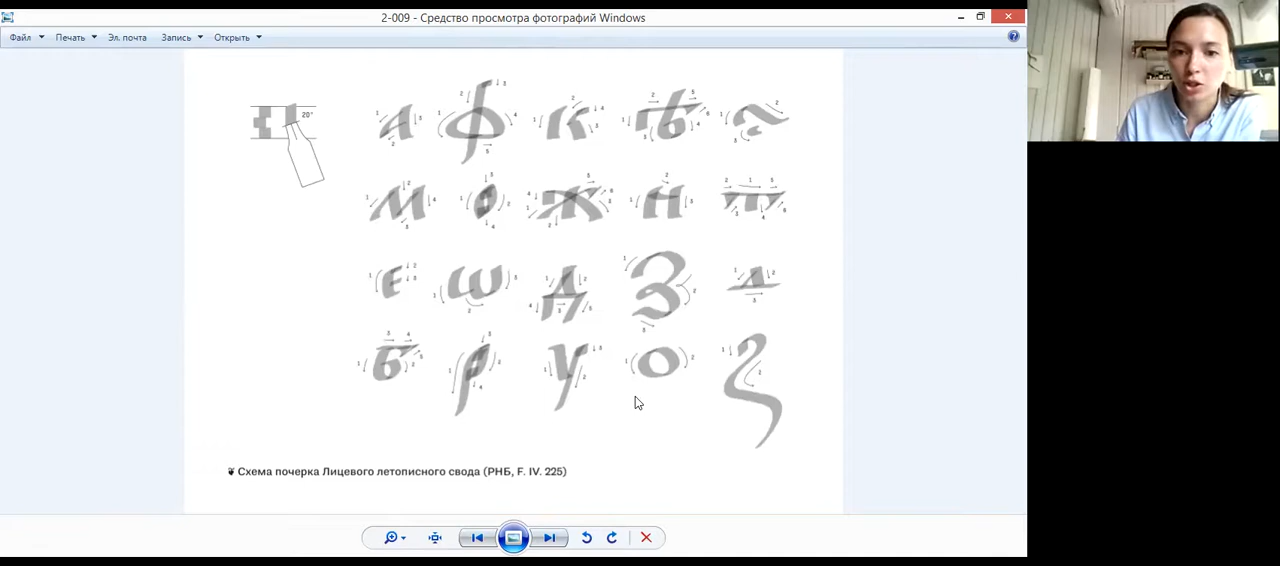 2-009 - Средство просмотра фотографий Windows
Файл Печать Эл. почта Запись Открыть
20°
л ф к ѣ
м ж н т
е ш д З д
б р у о
❦ Схема почерка Лицевого летописного свода (РНБ, F. IV. 225)